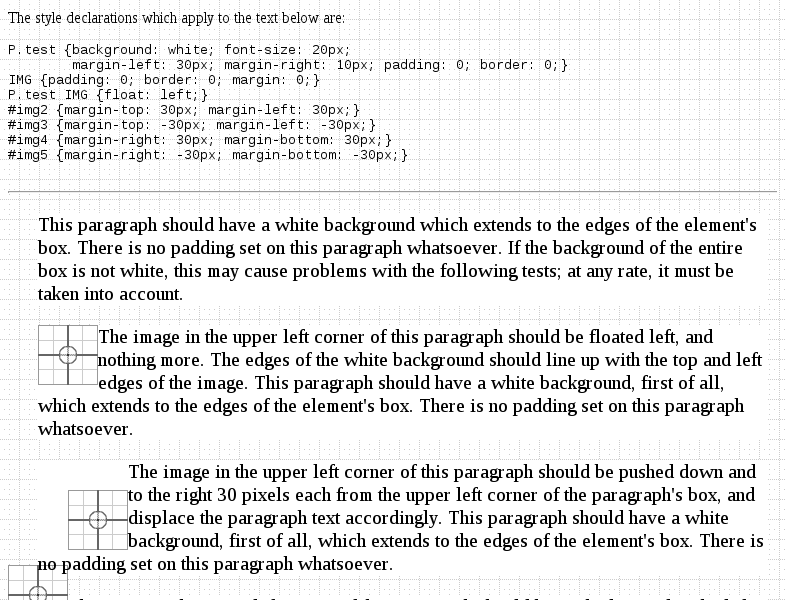 The style declarations which apply to the text below are:
P.test {background: white; font-size: 20px;
margin-left: 30px; margin-right: 10px; padding: 0; border: 0;}
IMG {padding: 0; border: 0; margin: 0;}
P.test IMG {float: left;}
#img2 {margin-top: 30px; margin-left: 30px;}
#img3 {margin-top: -30px; margin-left: -30px;}
#img4 {margin-right: 30px; margin-bottom: 30px;}
#img5 {margin-right: -30px; margin-bottom: -30px;}
This paragraph should have a white background which extends to the edges of the element's
box. There is no padding set on this paragraph whatsoever. If the background of the entire
box is not white, this may cause problems with the following tests; at any rate, it must be
taken into account.
The image in the upper left corner of this paragraph should be floated left, and
nothing more. The edges of the white background should line up with the top and left
edges of the image. This paragraph should have a white background, first of all,
which extends to the edges of the element's box. There is no padding set on this paragraph
whatsoever.
The image in the upper left corner of this paragraph should be pushed down and
to the right 30 pixels each from the upper left corner of the paragraph's box, and
displace the paragraph text accordingly. This paragraph should have a white
background, first of all, which extends to the edges of the element's box. There is
no padding set on this paragraph whatsoever.